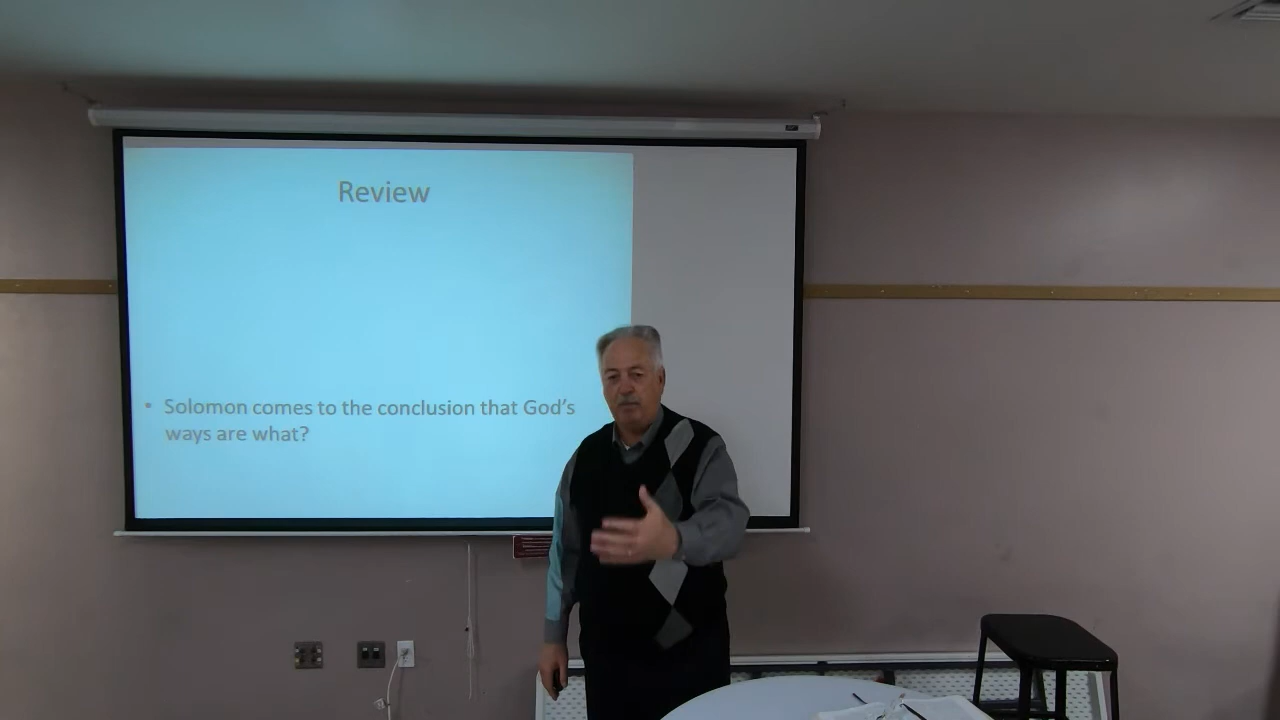 Review
• Solomon comes to the conclusion that God's
ways are what?